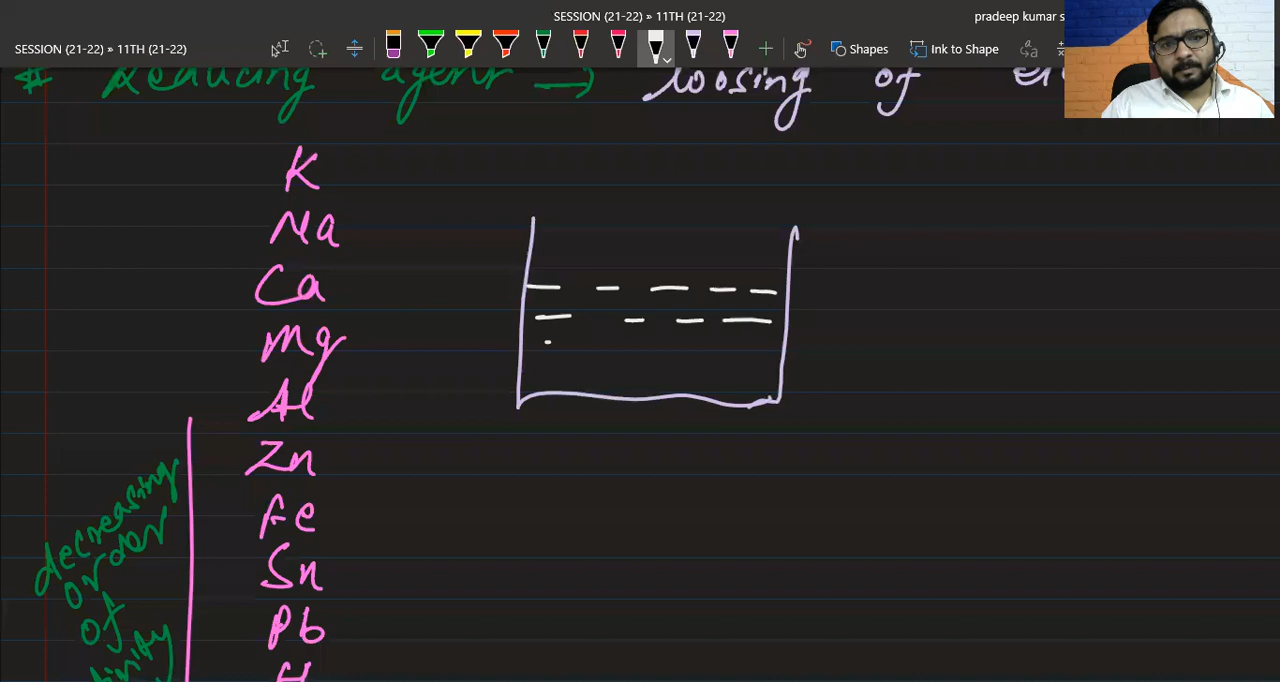 SESSION (21-22) » 11TH (21-22)
pradeep kumar s
SESSION (21-22) » 11TH (21-22)
Shapes
Ink to Shape
# Reducing agent → loosing of
K
Na
Ca
Mg
Al
Zn
Fe
Sn
Pb
H
decreasing
order
of